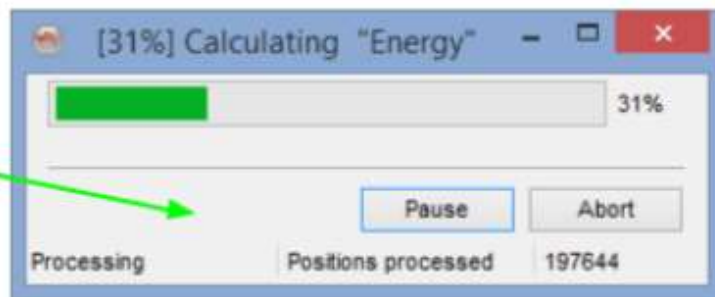 [31%] Calculating "Energy"
31%
Pause Abort
Processing Positions processed 197644